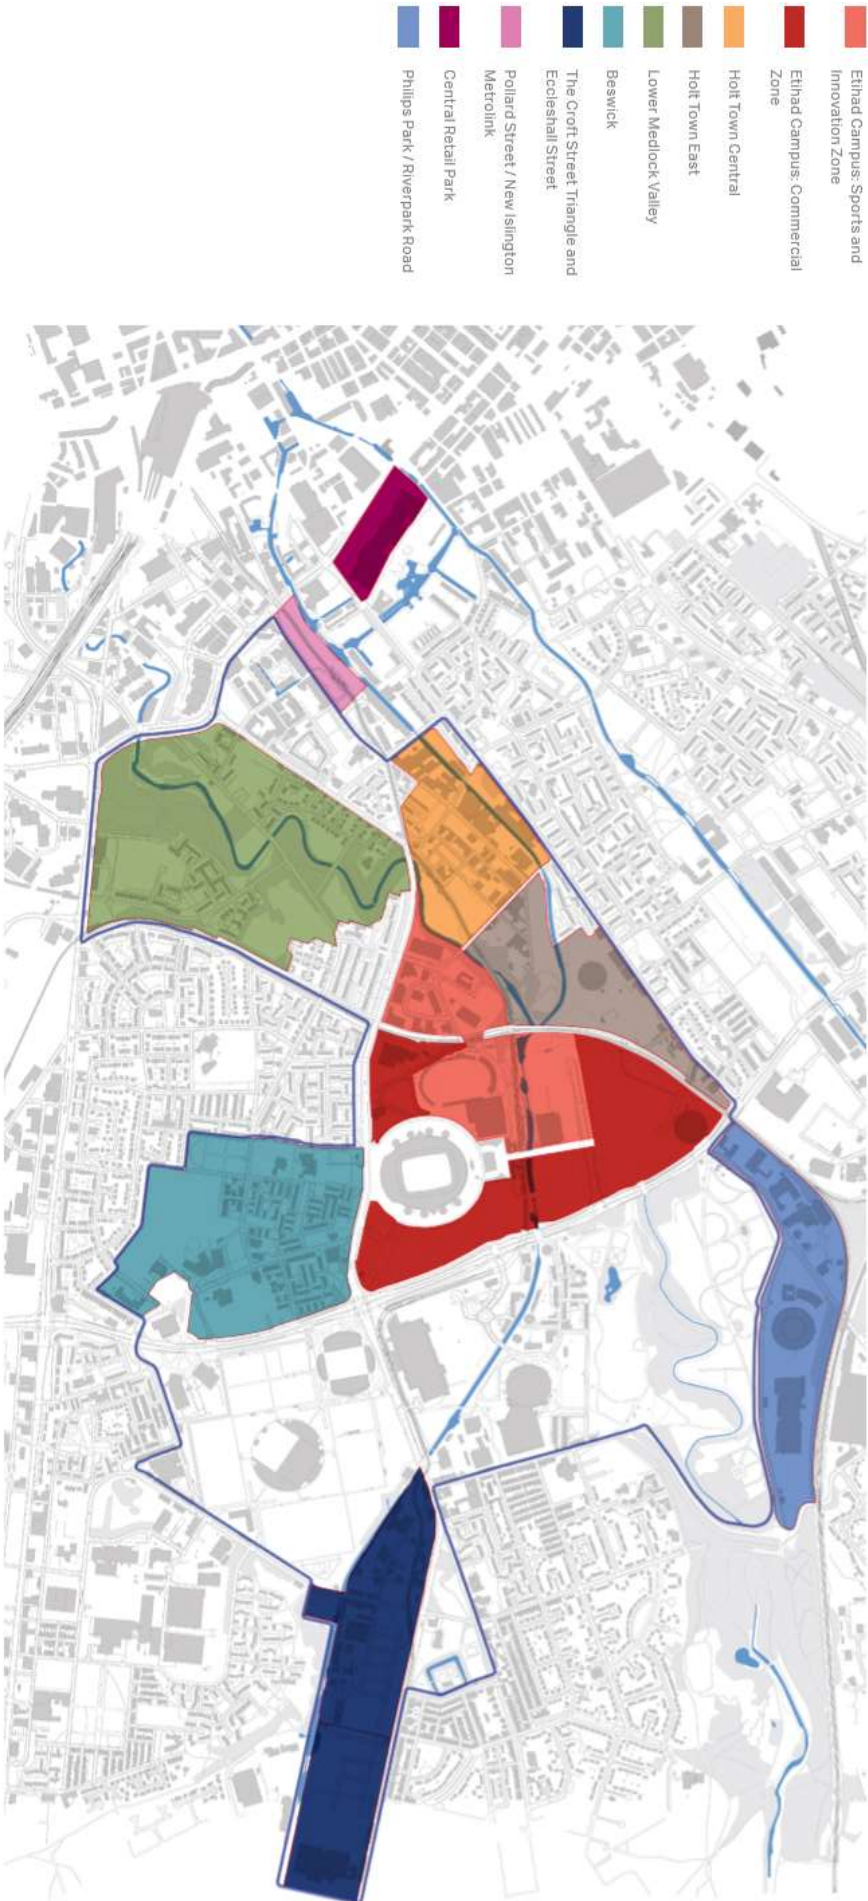 Etihad Campus: Sports and
Innovation Zone
Etihad Campus: Commercial
Zone
Holt Town Central
Holt Town East
Lower Medlock Valley
Beswick
The Croft Street Triangle and
Eccleshall Street
Pollard Street / New Islington
Metrolink
Central Retail Park
Philips Park / Riverpark Road